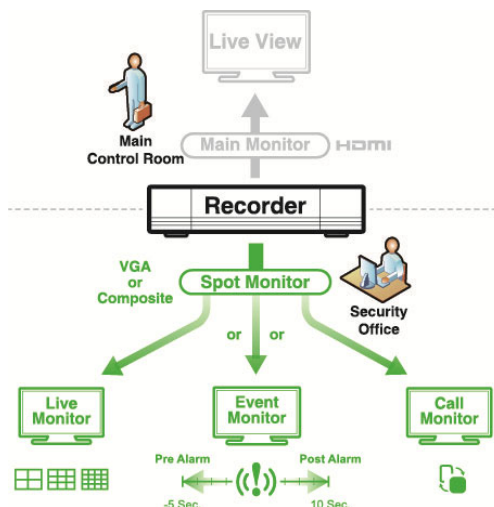 Live View
Main
Control Room
Main Monitor
HDMI
Recorder
VGA
or
Composite
Spot Monitor
Security
Office
or
or
Live
Monitor
Event
Monitor
Call
Monitor
Pre Alarm
Post Alarm
-5 Sec
10 Sec